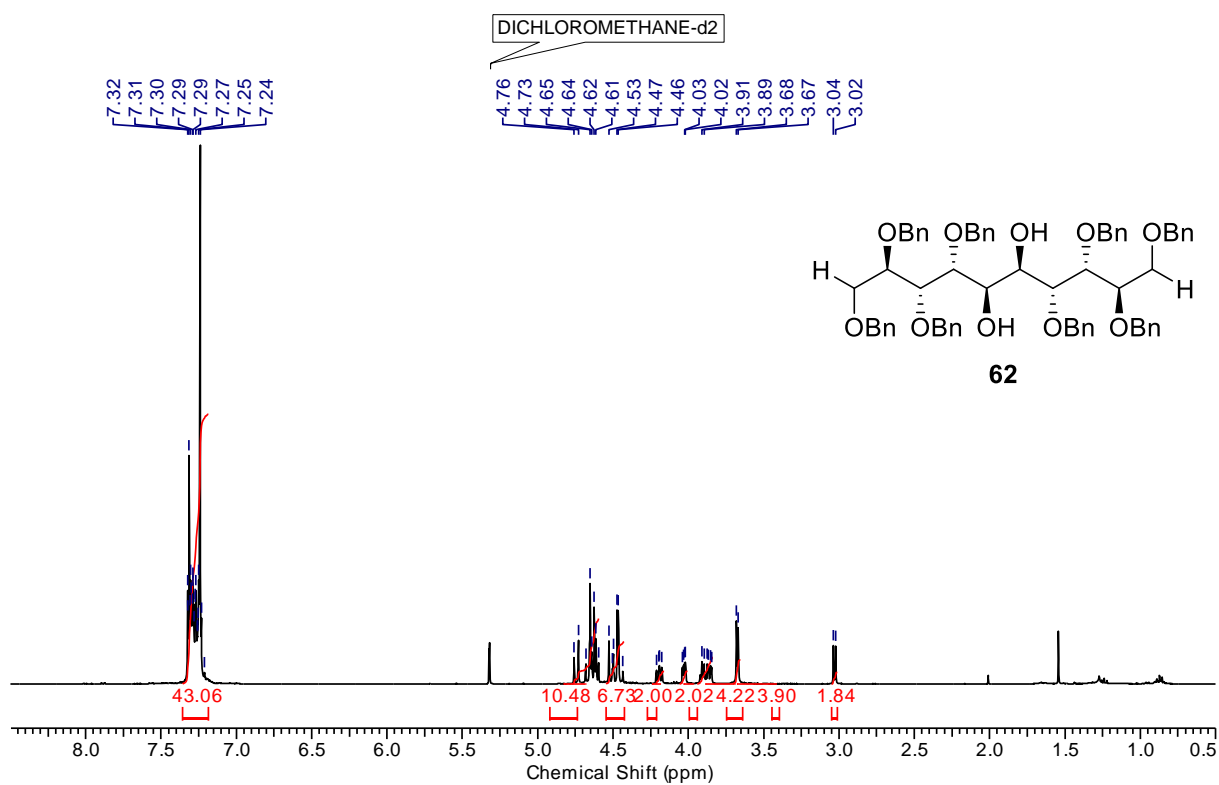 DICHLOROMETHANE-d2
7.32 7.31 7.30 7.29 7.29 7.27 7.25 7.24 4.76 4.73 4.65 4.64 4.62 4.61 4.53 4.47 4.46 4.03 4.02 3.91 3.89 3.68 3.67 3.04 3.02
OBn OBn OH OBn OBn
H H
OBn OBn OH OBn OBn
62
43.06 10.48 6.73 2.00 2.02 4.22 3.90 1.84
8.0 7.5 7.0 6.5 6.0 5.5 5.0 4.5 4.0 3.5 3.0 2.5 2.0 1.5 1.0 0.5
Chemical Shift (ppm)